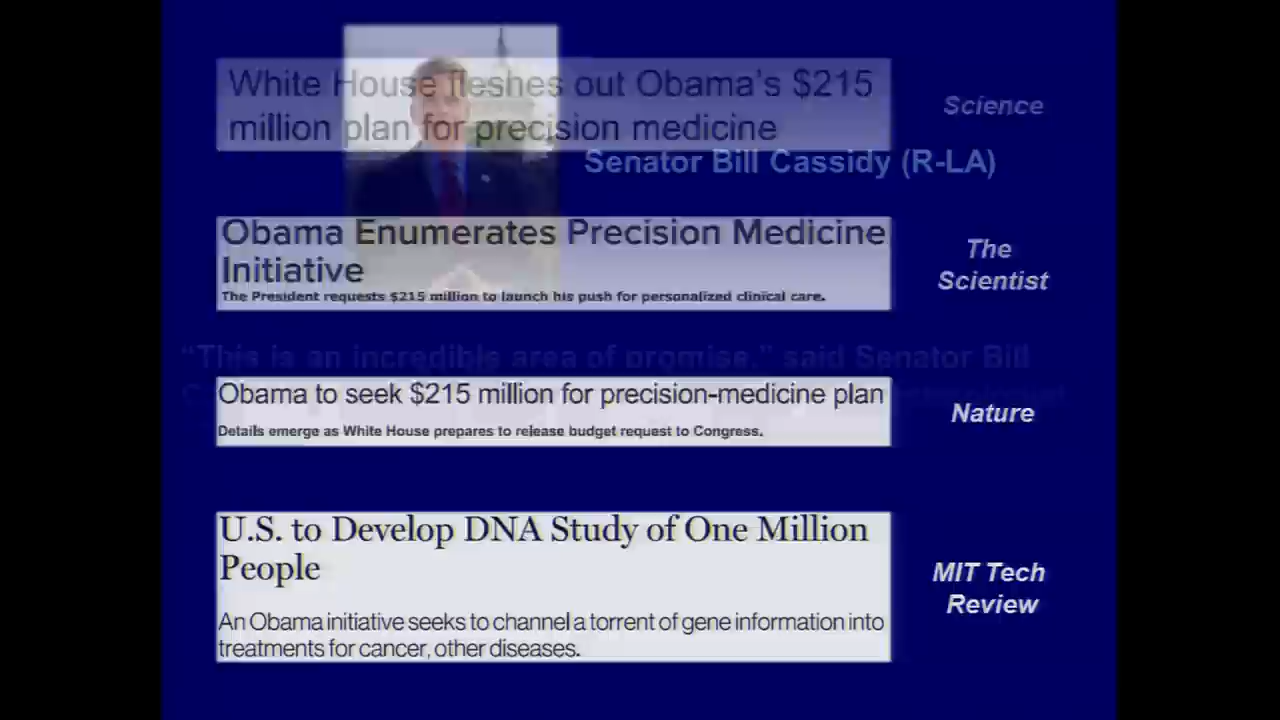 White House fleshes out Obama's $215
million plan for precision medicine
Science
Senator Bill Cassidy (R-LA)
Obama Enumerates Precision Medicine
Initiative
The President requests $215 million to launch his push for personalized clinical care.
The
Scientist
“This is an incredible area of promise,” said Senator Bill
Obama to seek $215 million for precision-medicine plan
Details emerge as White House prepares to release budget request to Congress.
Nature
U.S. to Develop DNA Study of One Million
People
An Obama initiative seeks to channel a torrent of gene information into
treatments for cancer, other diseases.
MIT Tech
Review